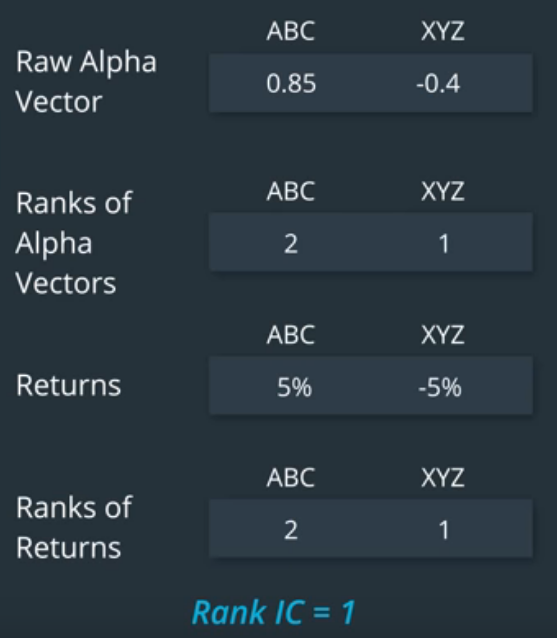 ABC XYZ
Raw Alpha
Vector
0.85 -0.4
ABC XYZ
Ranks of
Alpha
Vectors
2 1
ABC XYZ
Returns
5% -5%
ABC XYZ
Ranks of
Returns
2 1
Rank IC = 1